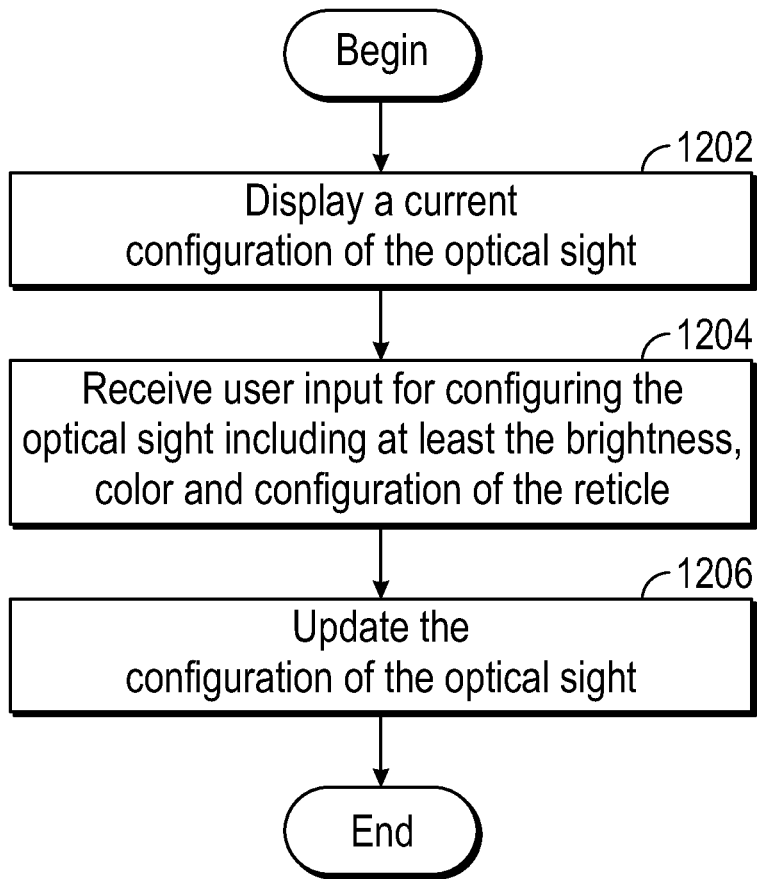 Begin
1202
Display a current
configuration of the optical sight
1204
Receive user input for configuring the
optical sight including at least the brightness,
color and configuration of the reticle
1206
Update the
configuration of the optical sight
End